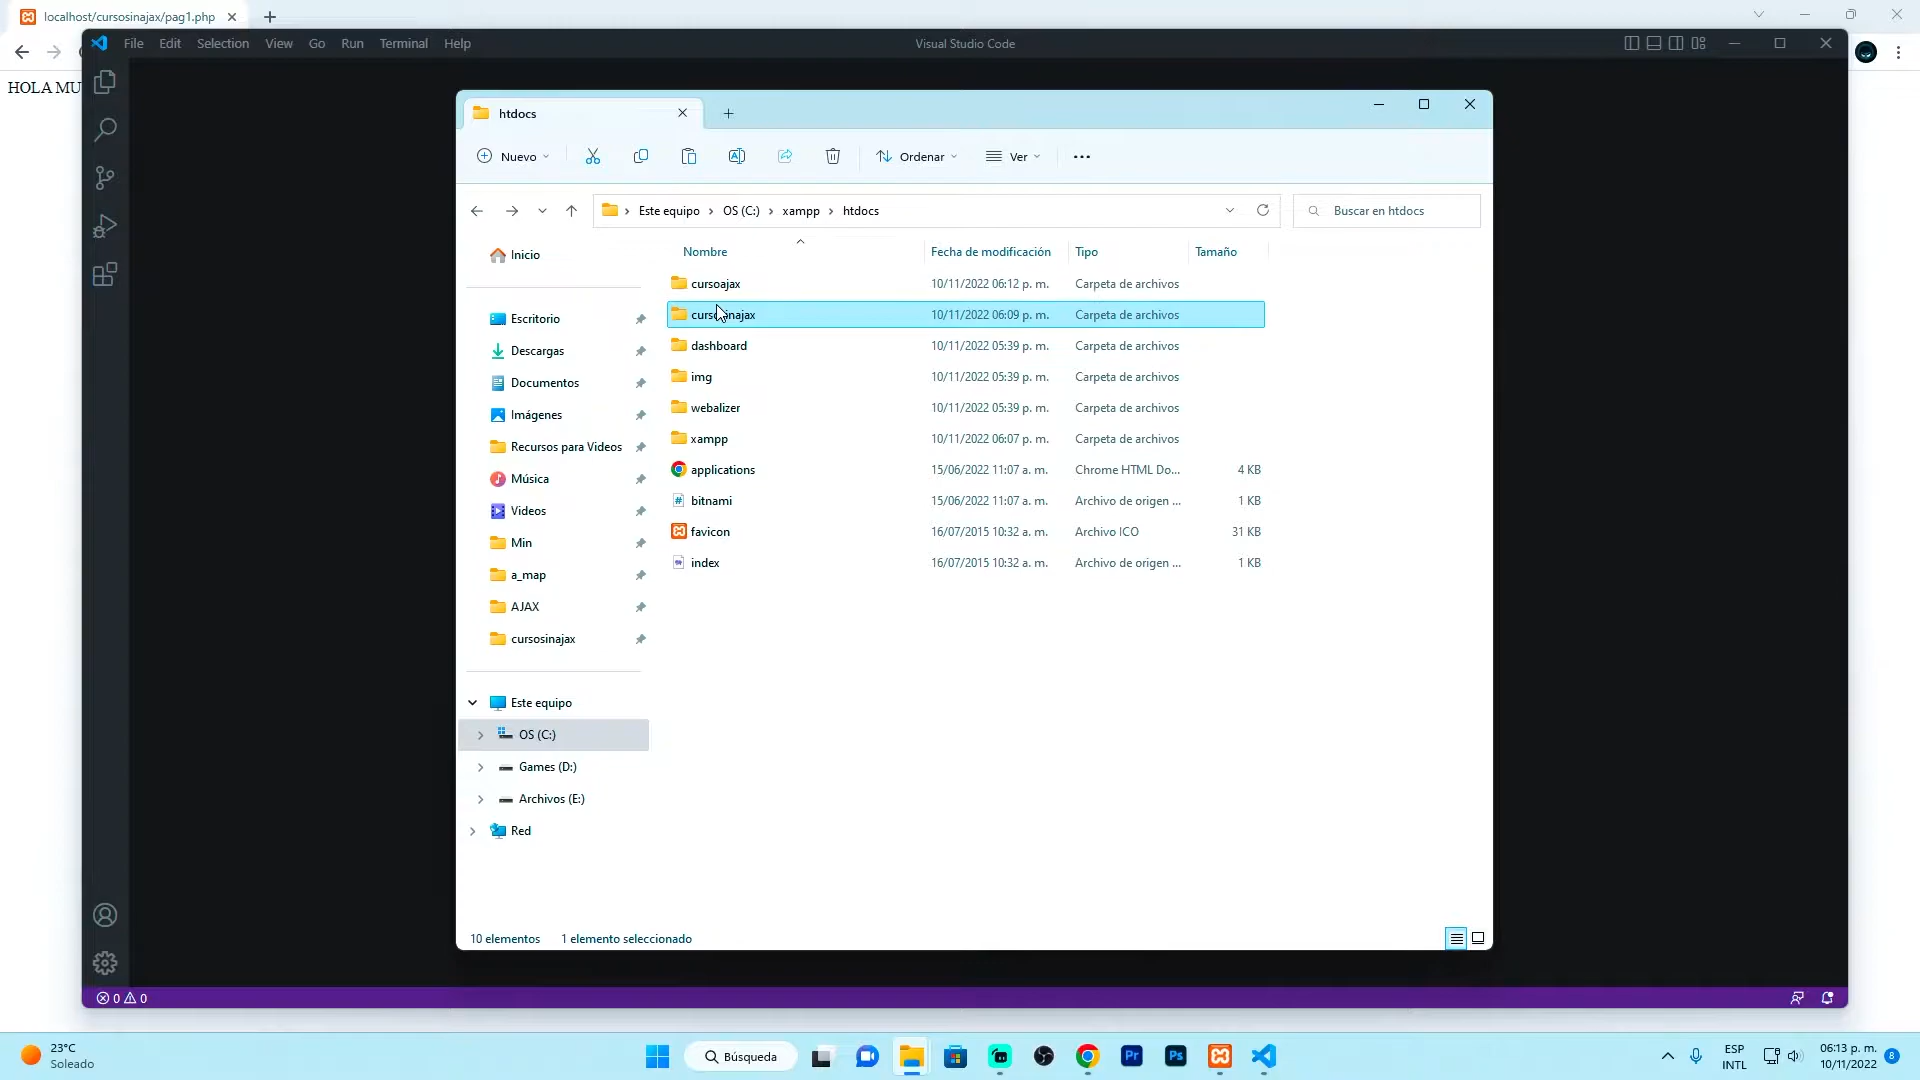 localhost/cursosinajax/pag1.php
File Edit Selection View Go Run Terminal Help
Visual Studio Code
HOLA MU
htdocs
Nuevo
Ordenar
Ver
Este equipo > OS (C:) > xampp > htdocs
Buscar en htdocs
Nombre Fecha de modificación Tipo Tamaño
Inicio
Escritorio
Descargas
Documentos
Imágenes
Recursos para Videos
Música
Videos
Min
a_map
AJAX
cursosinajax
Este equipo
OS (C:)
Games (D:)
Archivos (E:)
Red
cursoajax 10/11/2022 06:12 p. m. Carpeta de archivos
cursosinajax 10/11/2022 06:09 p. m. Carpeta de archivos
dashboard 10/11/2022 05:39 p. m. Carpeta de archivos
img 10/11/2022 05:39 p. m. Carpeta de archivos
webalizer 10/11/2022 05:39 p. m. Carpeta de archivos
xampp 10/11/2022 06:07 p. m. Carpeta de archivos
applications 15/06/2022 11:07 a. m. Chrome HTML Do... 4 KB
bitnami 15/06/2022 11:07 a. m. Archivo de origen ... 1 KB
favicon 16/07/2015 10:32 a. m. Archivo ICO 31 KB
index 16/07/2015 10:32 a. m. Archivo de origen ... 1 KB
10 elementos 1 elemento seleccionado
0 0
23°C
Soleado
Búsqueda
Pr
Ps
ESP
INTL
06:13 p. m.
10/11/2022
8